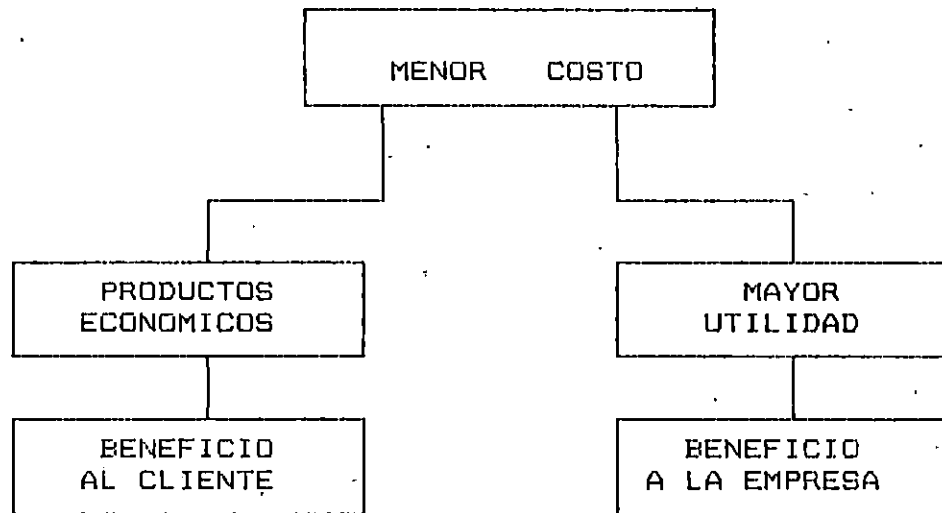 MENOR COSTO
PRODUCTOS
ECONOMICOS
MAYOR
UTILIDAD
BENEFICIO
AL CLIENTE
BENEFICIO
A LA EMPRESA